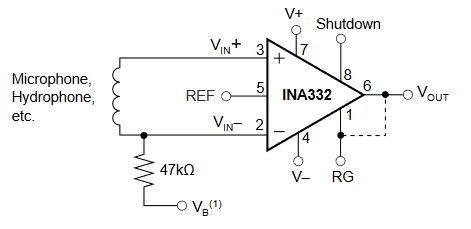 V+
Shutdown
VIN+ 3
7
8
Microphone,
Hydrophone,
etc.
REF 5
INA332
6
VOUT
VIN– 2
1
4
47kΩ
V–
RG
VB(1)